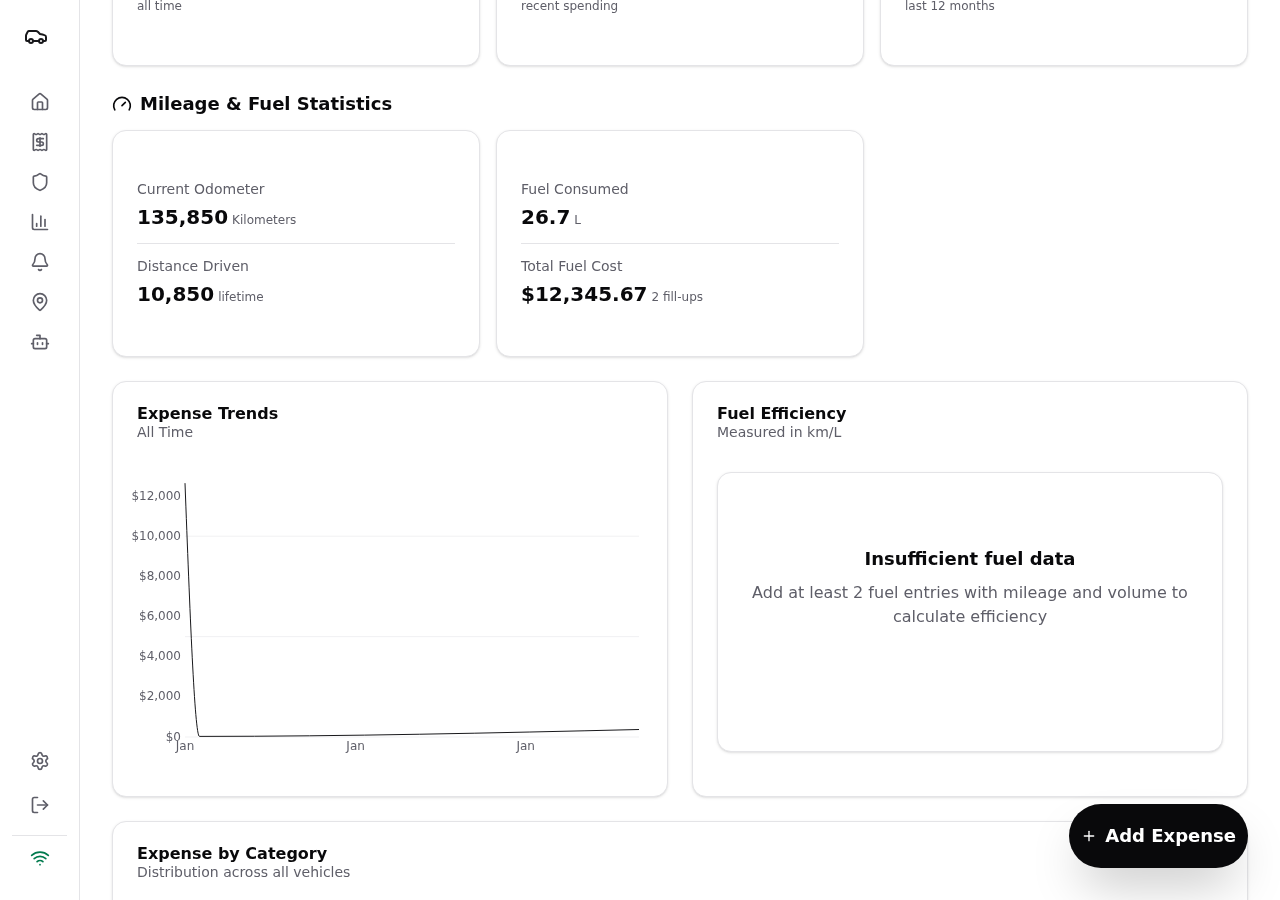 all time
recent spending
last 12 months
Mileage & Fuel Statistics
Current Odometer
135,850 Kilometers
Distance Driven
10,850 lifetime
Fuel Consumed
26.7 L
Total Fuel Cost
$12,345.67 2 fill-ups
Expense Trends
All Time
$12,000
$10,000
$8,000
$6,000
$4,000
$2,000
$0
Jan
Jan
Jan
Fuel Efficiency
Measured in km/L
Insufficient fuel data
Add at least 2 fuel entries with mileage and volume to
calculate efficiency
Expense by Category
Distribution across all vehicles
+ Add Expense